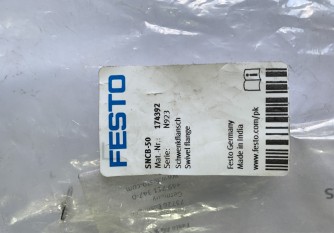 FESTO
SNCB-50
Mat. Nr.: 174392
Serie: N923
Schwenkflansch
Swivel flange
Festo Germany
Made in India
www.festo.com/pk